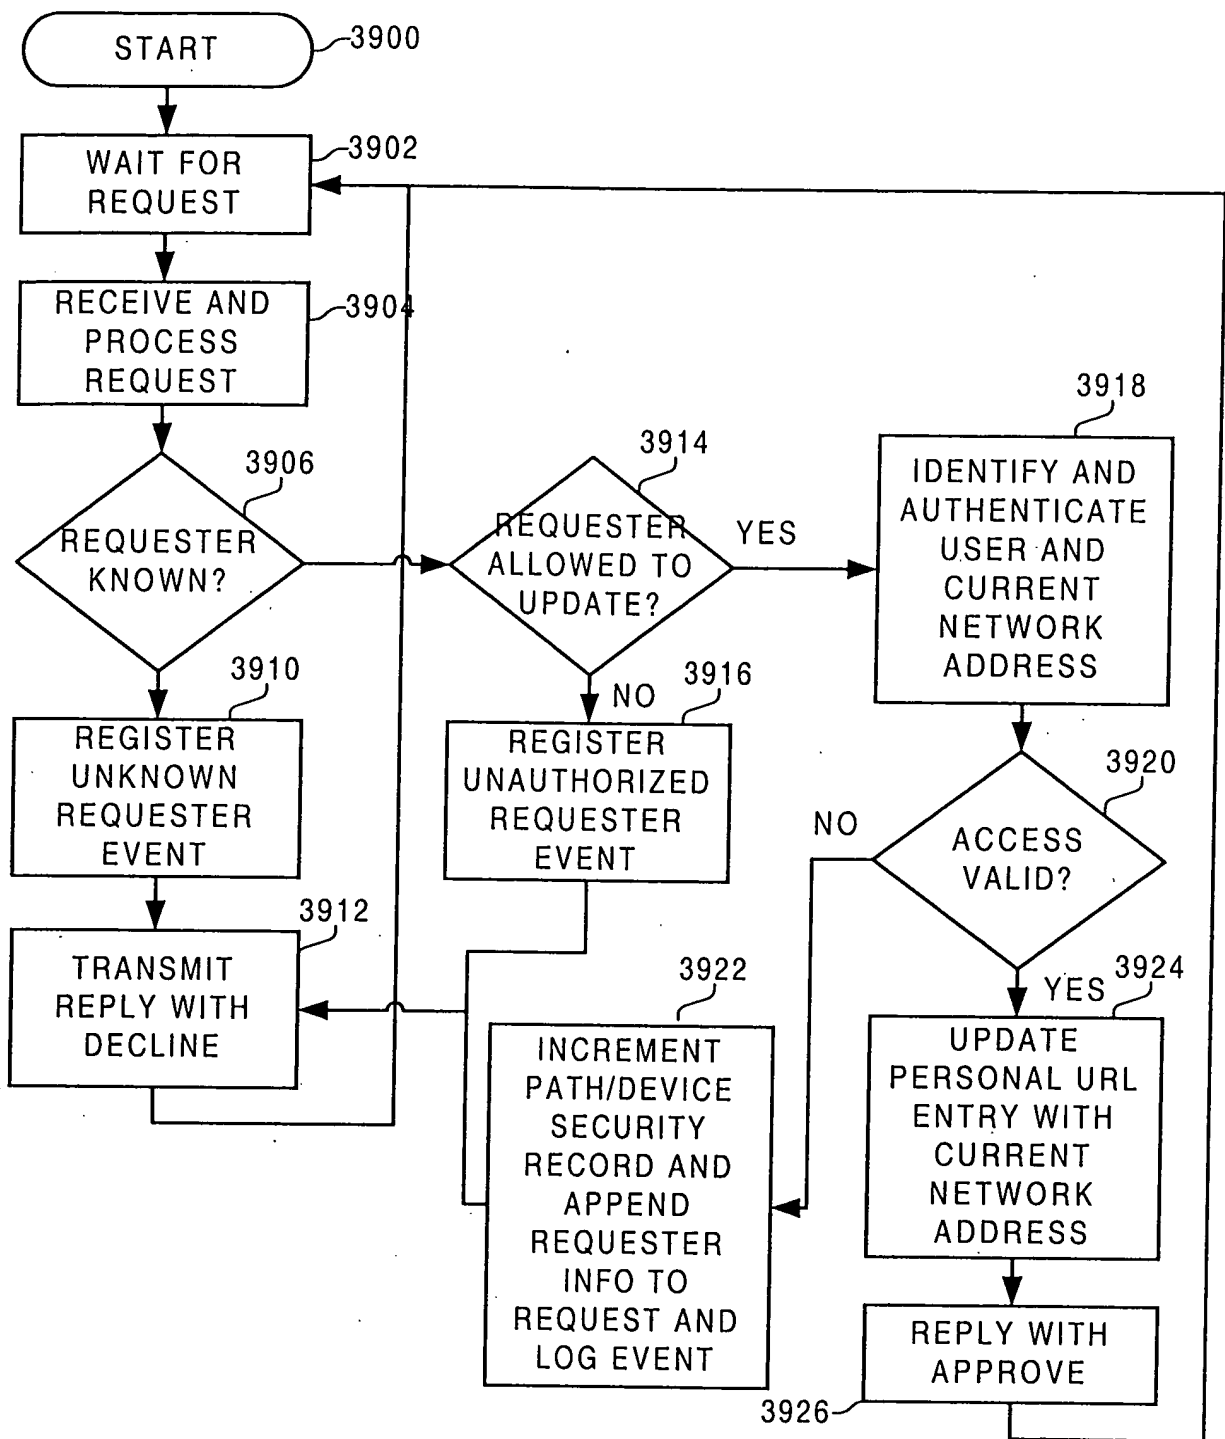 START
3900
WAIT FOR
REQUEST
3902
RECEIVE AND
PROCESS
REQUEST
3904
REQUESTER
KNOWN?
3906
REGISTER
UNKNOWN
REQUESTER
EVENT
3910
TRANSMIT
REPLY WITH
DECLINE
3912
REQUESTER
ALLOWED TO
UPDATE?
3914
YES
NO
REGISTER
UNAUTHORIZED
REQUESTER
EVENT
3916
IDENTIFY AND
AUTHENTICATE
USER AND
CURRENT
NETWORK
ADDRESS
3918
ACCESS
VALID?
3920
NO
YES
INCREMENT
PATH/DEVICE
SECURITY
RECORD AND
APPEND
REQUESTER
INFO TO
REQUEST AND
LOG EVENT
3922
UPDATE
PERSONAL URL
ENTRY WITH
CURRENT
NETWORK
ADDRESS
3924
REPLY WITH
APPROVE
3926